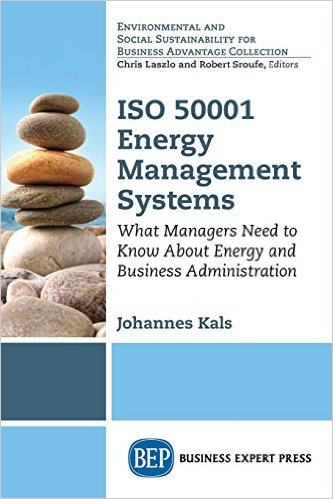 ENVIRONMENTAL AND
SOCIAL SUSTAINABILITY FOR
BUSINESS ADVANTAGE COLLECTION
Chris Laszlo and Robert Sroufe, Editors
ISO 50001
Energy
Management
Systems
What Managers Need to
Know About Energy and
Business Administration
Johannes Kals
BEP
BUSINESS EXPERT PRESS